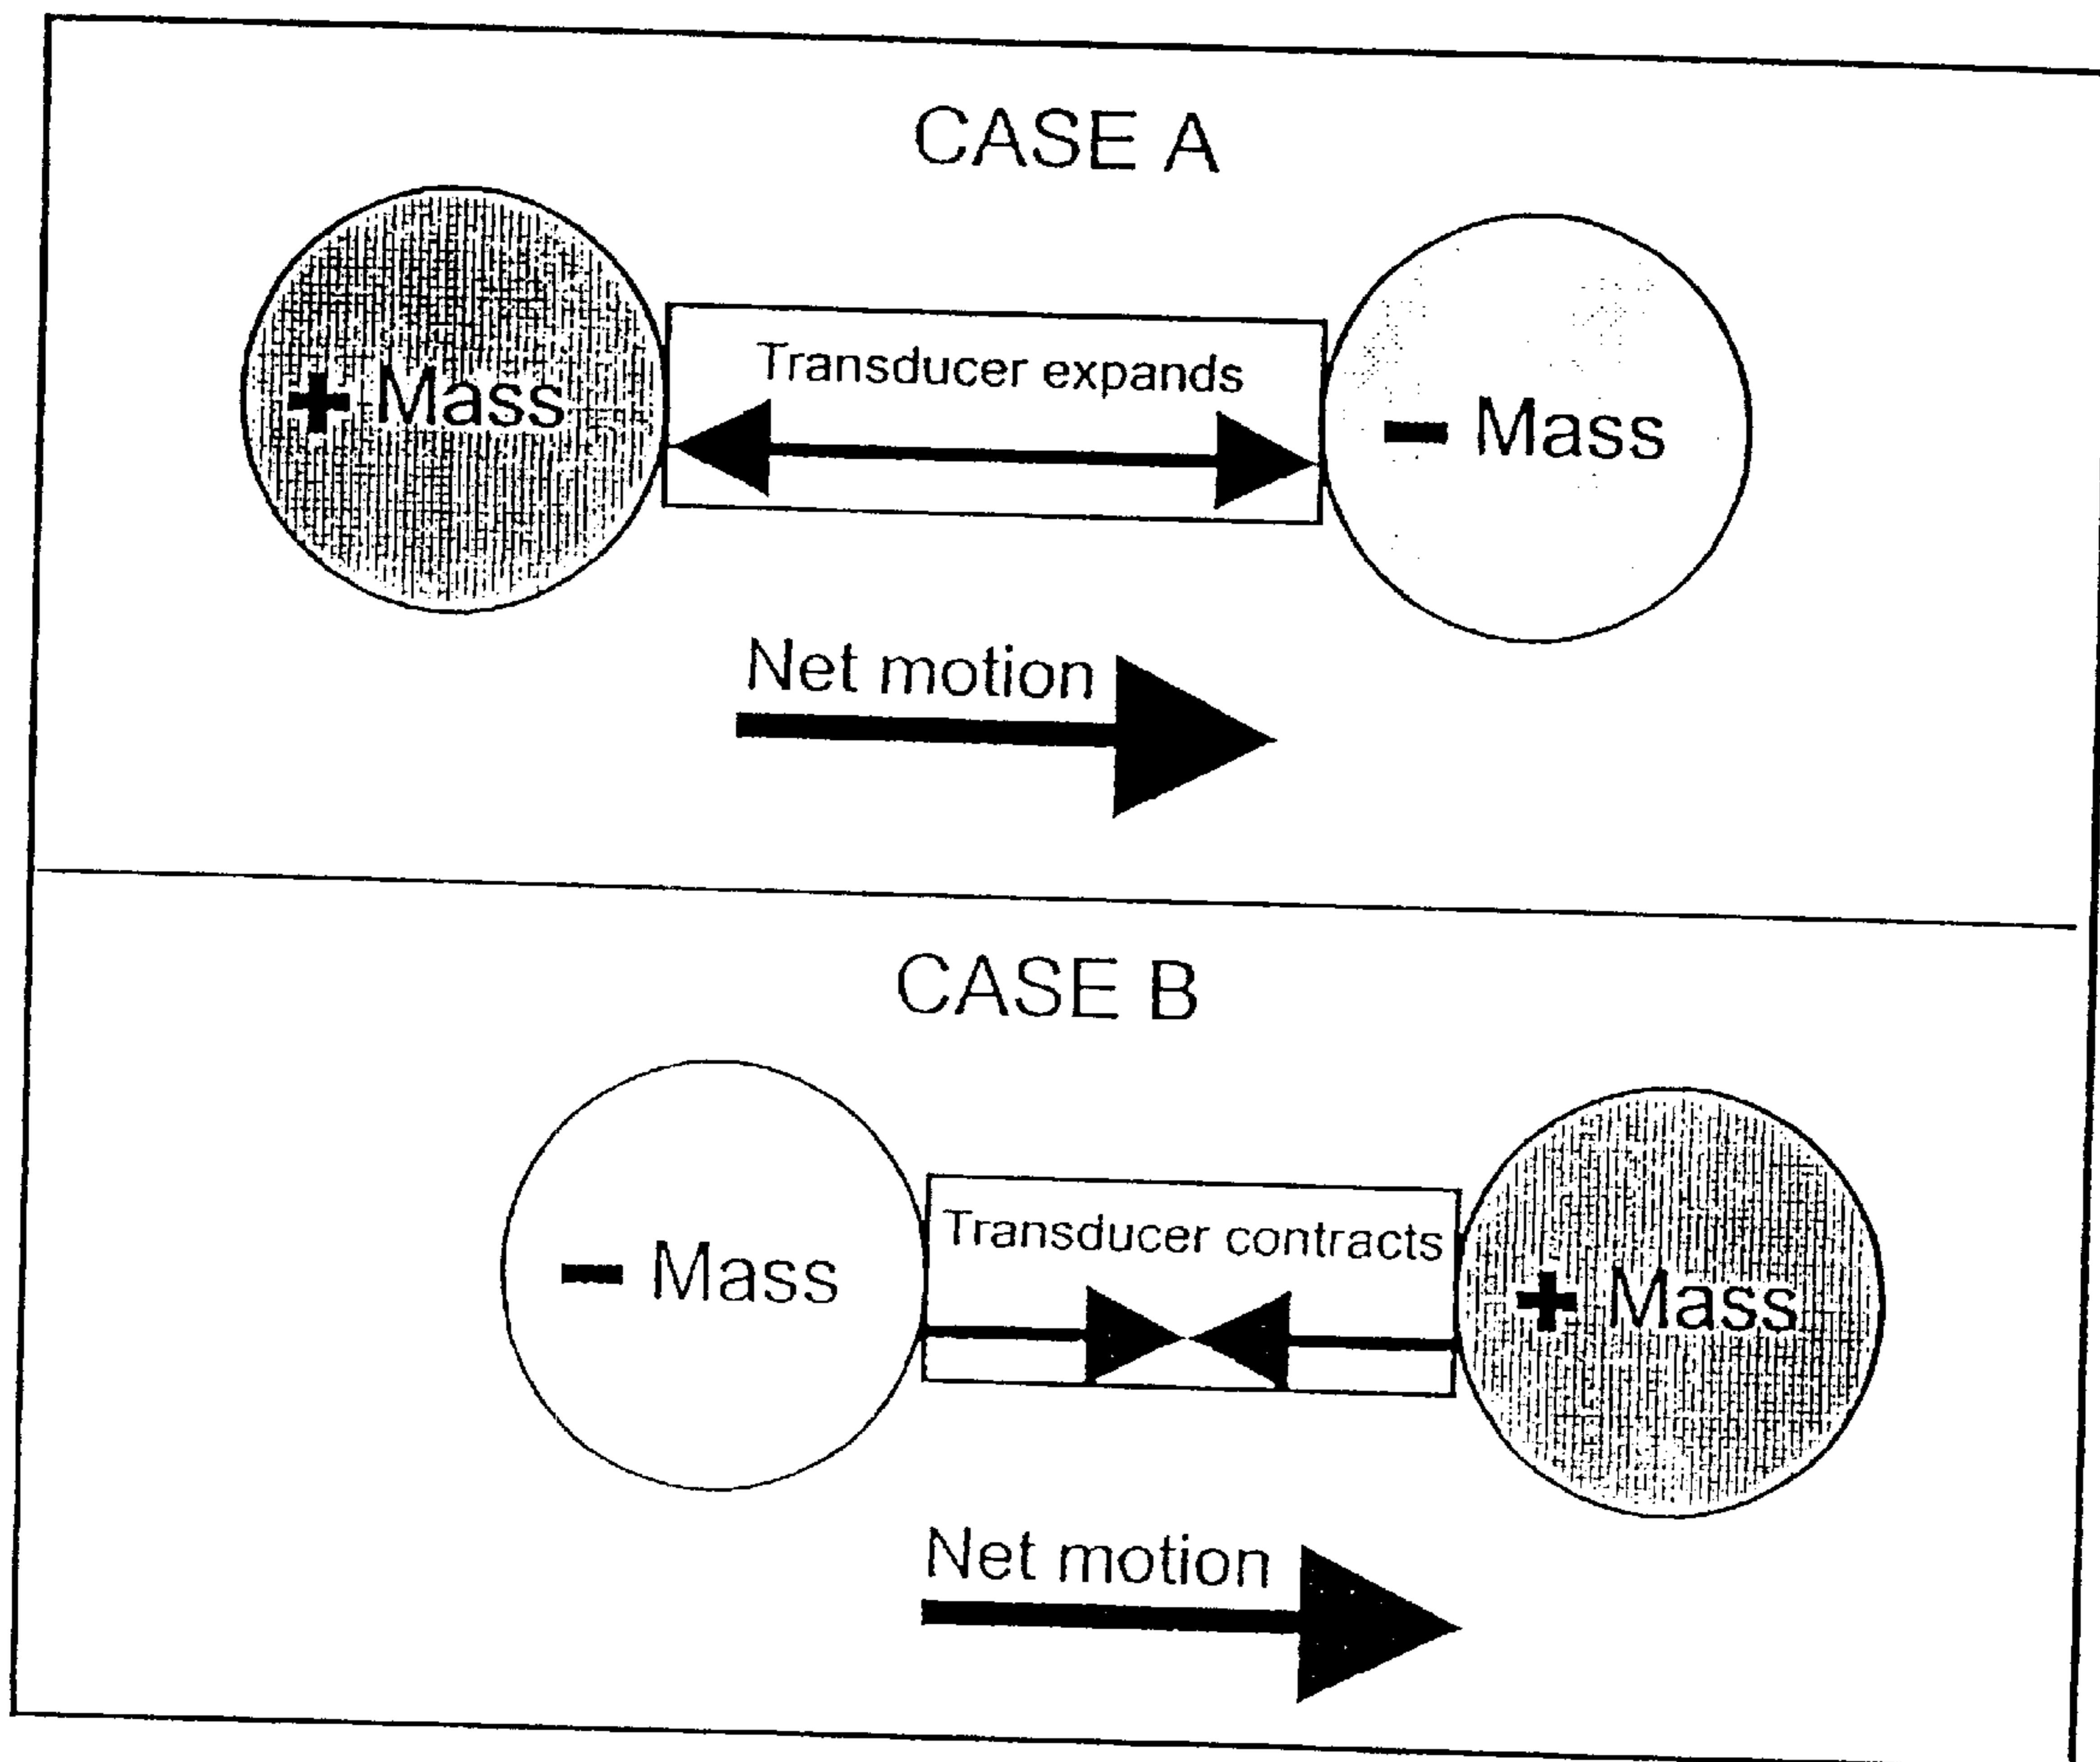 CASE A
Transducer expands
+ Mass
- Mass
Net motion
CASE B
Transducer contracts
- Mass
+ Mass
Net motion